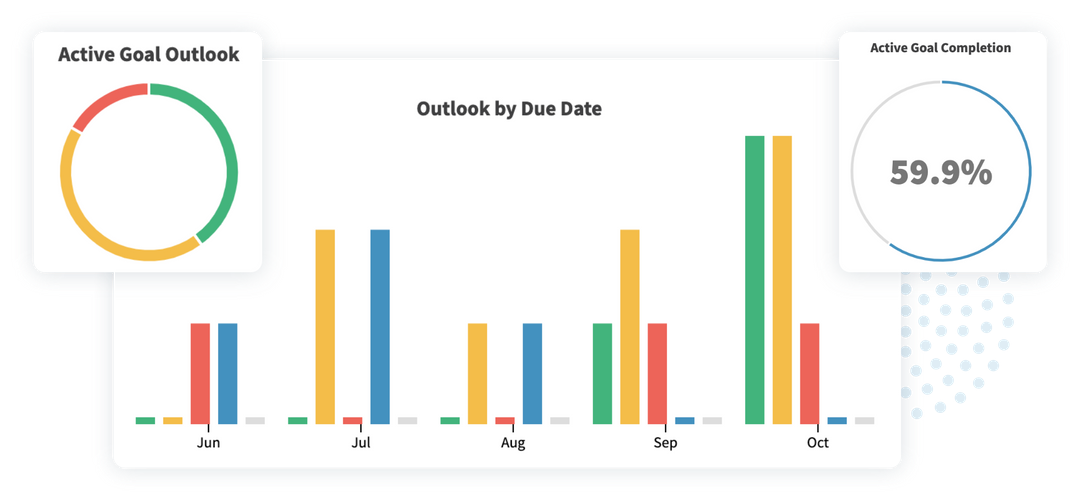 Active Goal Outlook
Outlook by Due Date
Active Goal Completion
59.9%
Jun
Jul
Aug
Sep
Oct